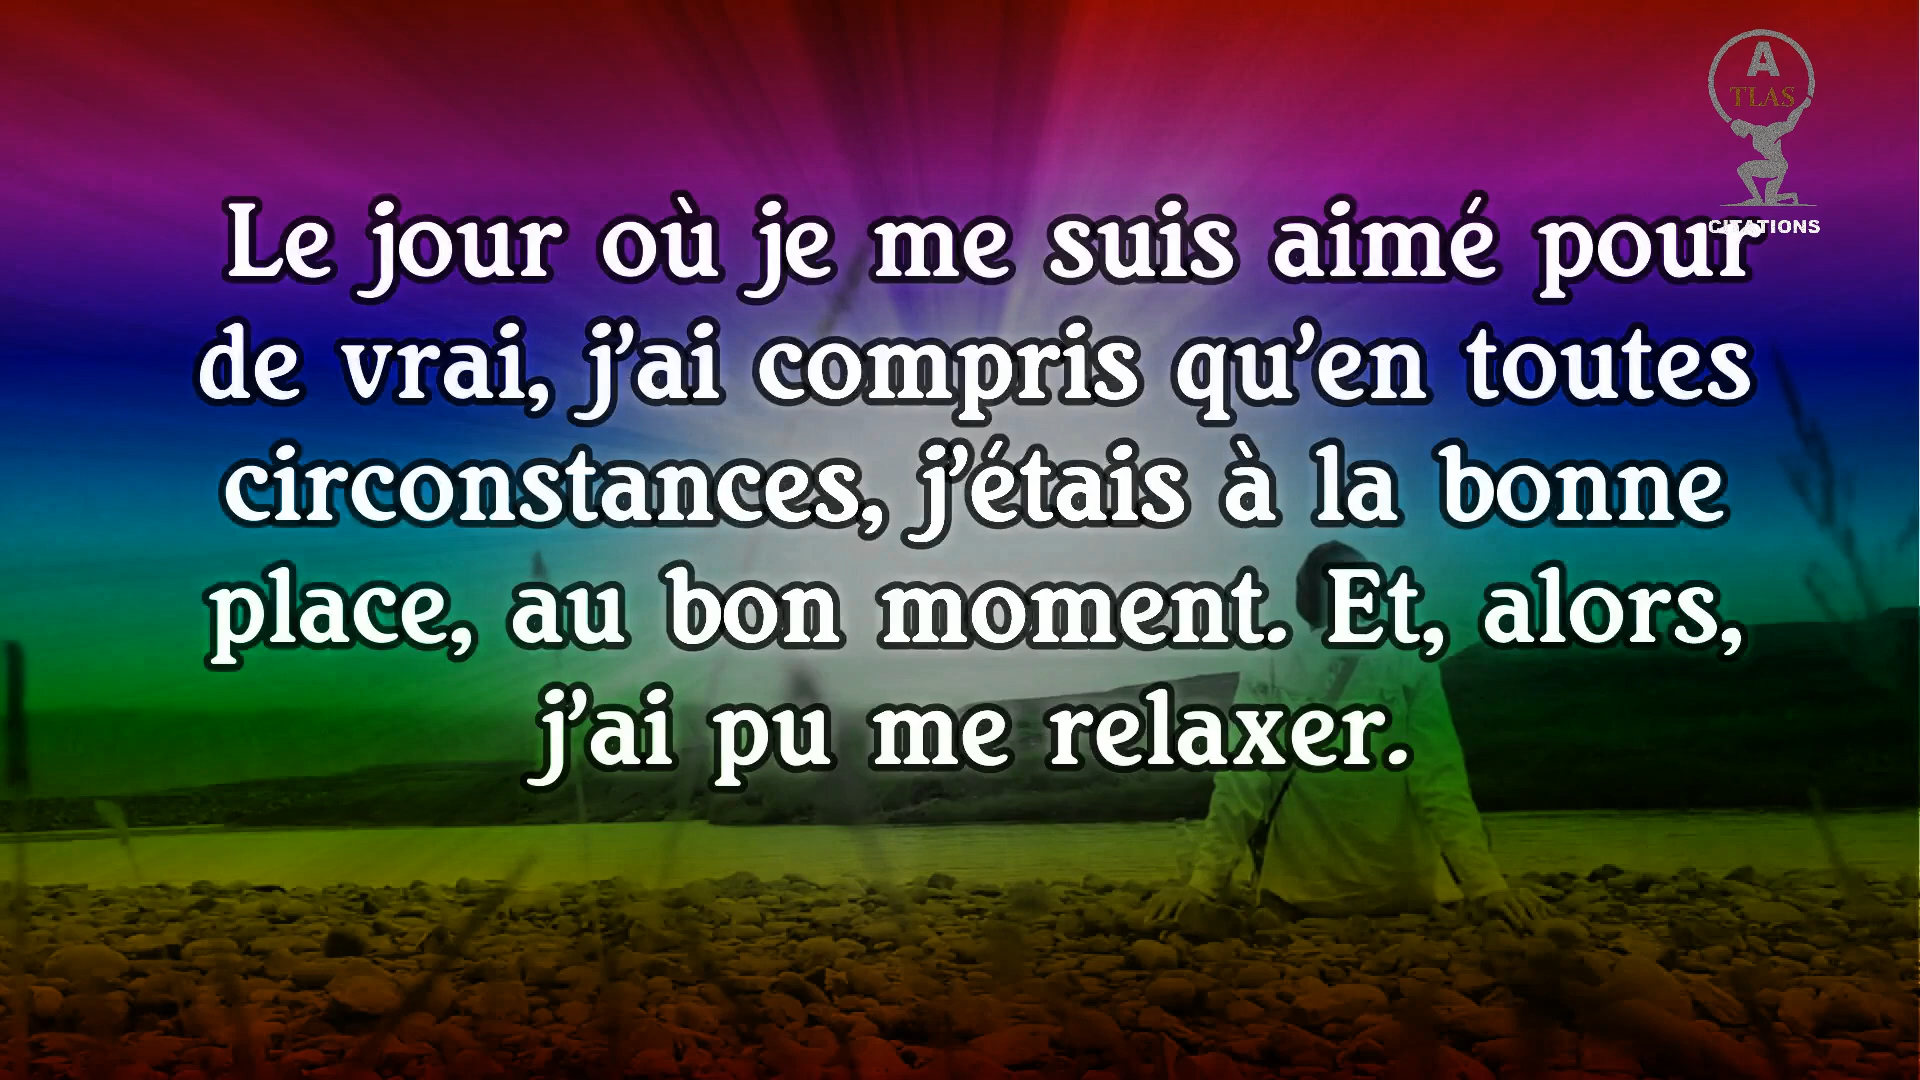 A
TLAS
CITATIONS
Le jour où je me suis aimé pour
de vrai, j’ai compris qu’en toutes
circonstances, j’étais à la bonne
place, au bon moment. Et, alors,
j’ai pu me relaxer.